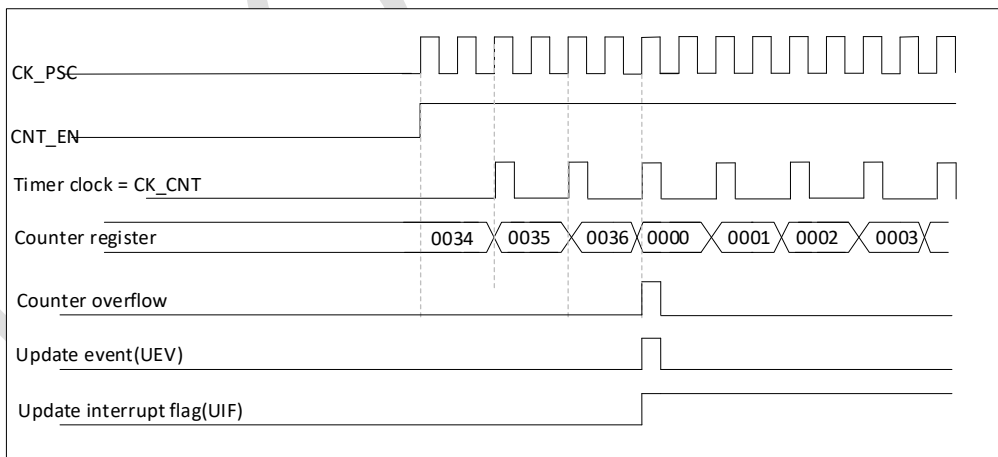 CK_PSC
CNT_EN
Timer clock = CK_CNT
Counter register 0034 0035 0036 0000 0001 0002 0003
Counter overflow
Update event(UEV)
Update interrupt flag(UIF)